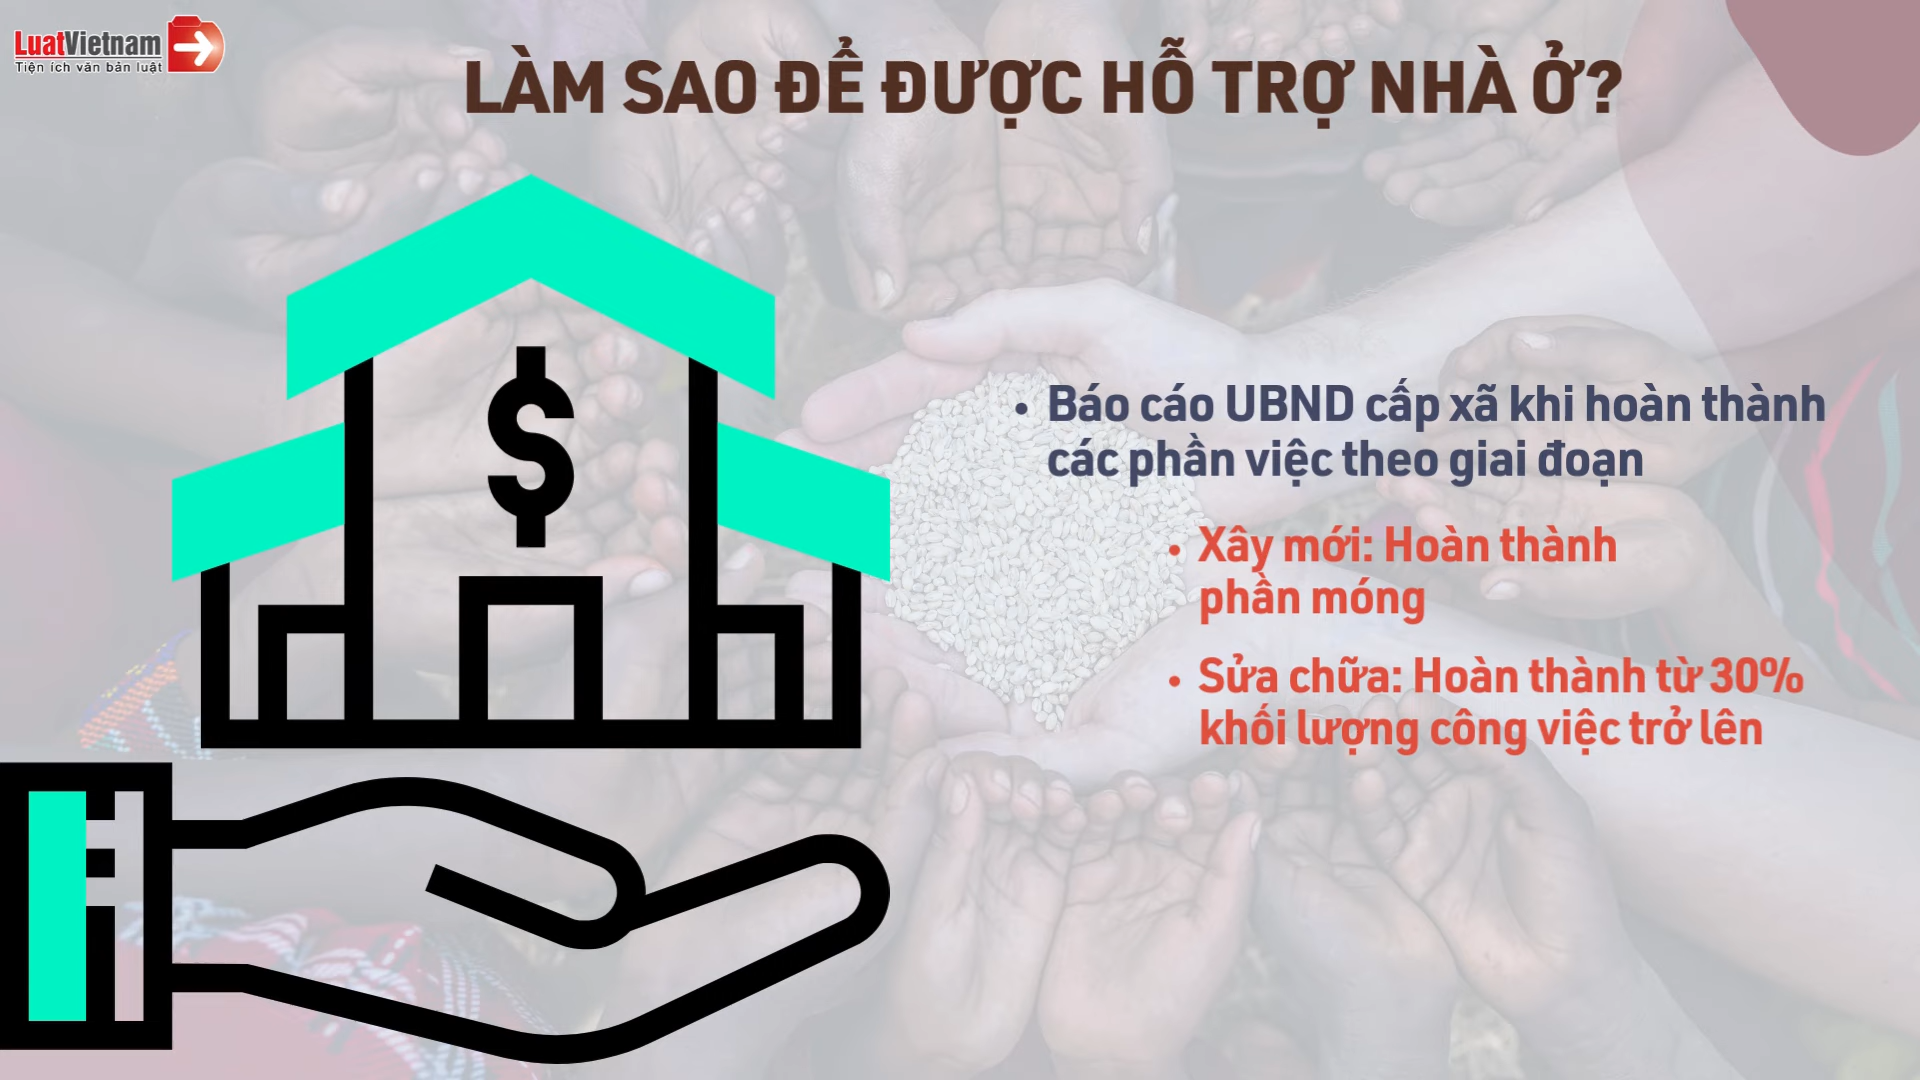 LuatVietnam
Tiện ích văn bản luật
LÀM SAO ĐỂ ĐƯỢC HỖ TRỢ NHÀ Ở?
$
• Báo cáo UBND cấp xã khi hoàn thành
các phần việc theo giai đoạn
• Xây mới: Hoàn thành
phần móng
• Sửa chữa: Hoàn thành từ 30%
khối lượng công việc trở lên